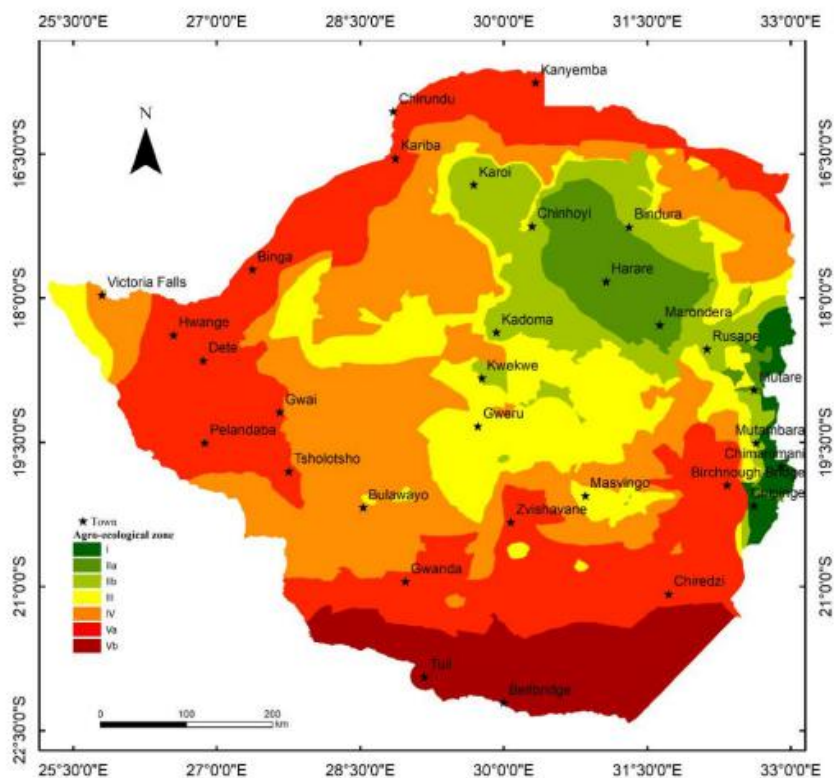 25°30'0"E 27°0'0"E 28°30'0"E 30°0'0"E 31°30'0"E 33°0'0"E
Kanyemba
Chirundu
N
16°30'0"S 16°30'0"S
Kariba
Karoi
Chinhoyi Bindura
Binga
Harare
Victoria Falls
18°0'0"S 18°0'0"S
Marondera
Hwange Kadoma
Rusape
Dete
Kwekwe
Mutare
Gwai
Gweru
19°30'0"S 19°30'0"S
Pelandaba Mutambara
Chimanimani
Tsholotsho Birchnough Bridge
Masvingo
Bulawayo Chipinge
Zvishavane
Town
Agro-ecological zone
I
IIa
IIb
III
IV
Va
Vb
Gwanda
21°0'0"S 21°0'0"S
Chiredzi
Tuli
Beitbridge
0 100 200
km
22°30'0"S 22°30'0"S
25°30'0"E 27°0'0"E 28°30'0"E 30°0'0"E 31°30'0"E 33°0'0"E